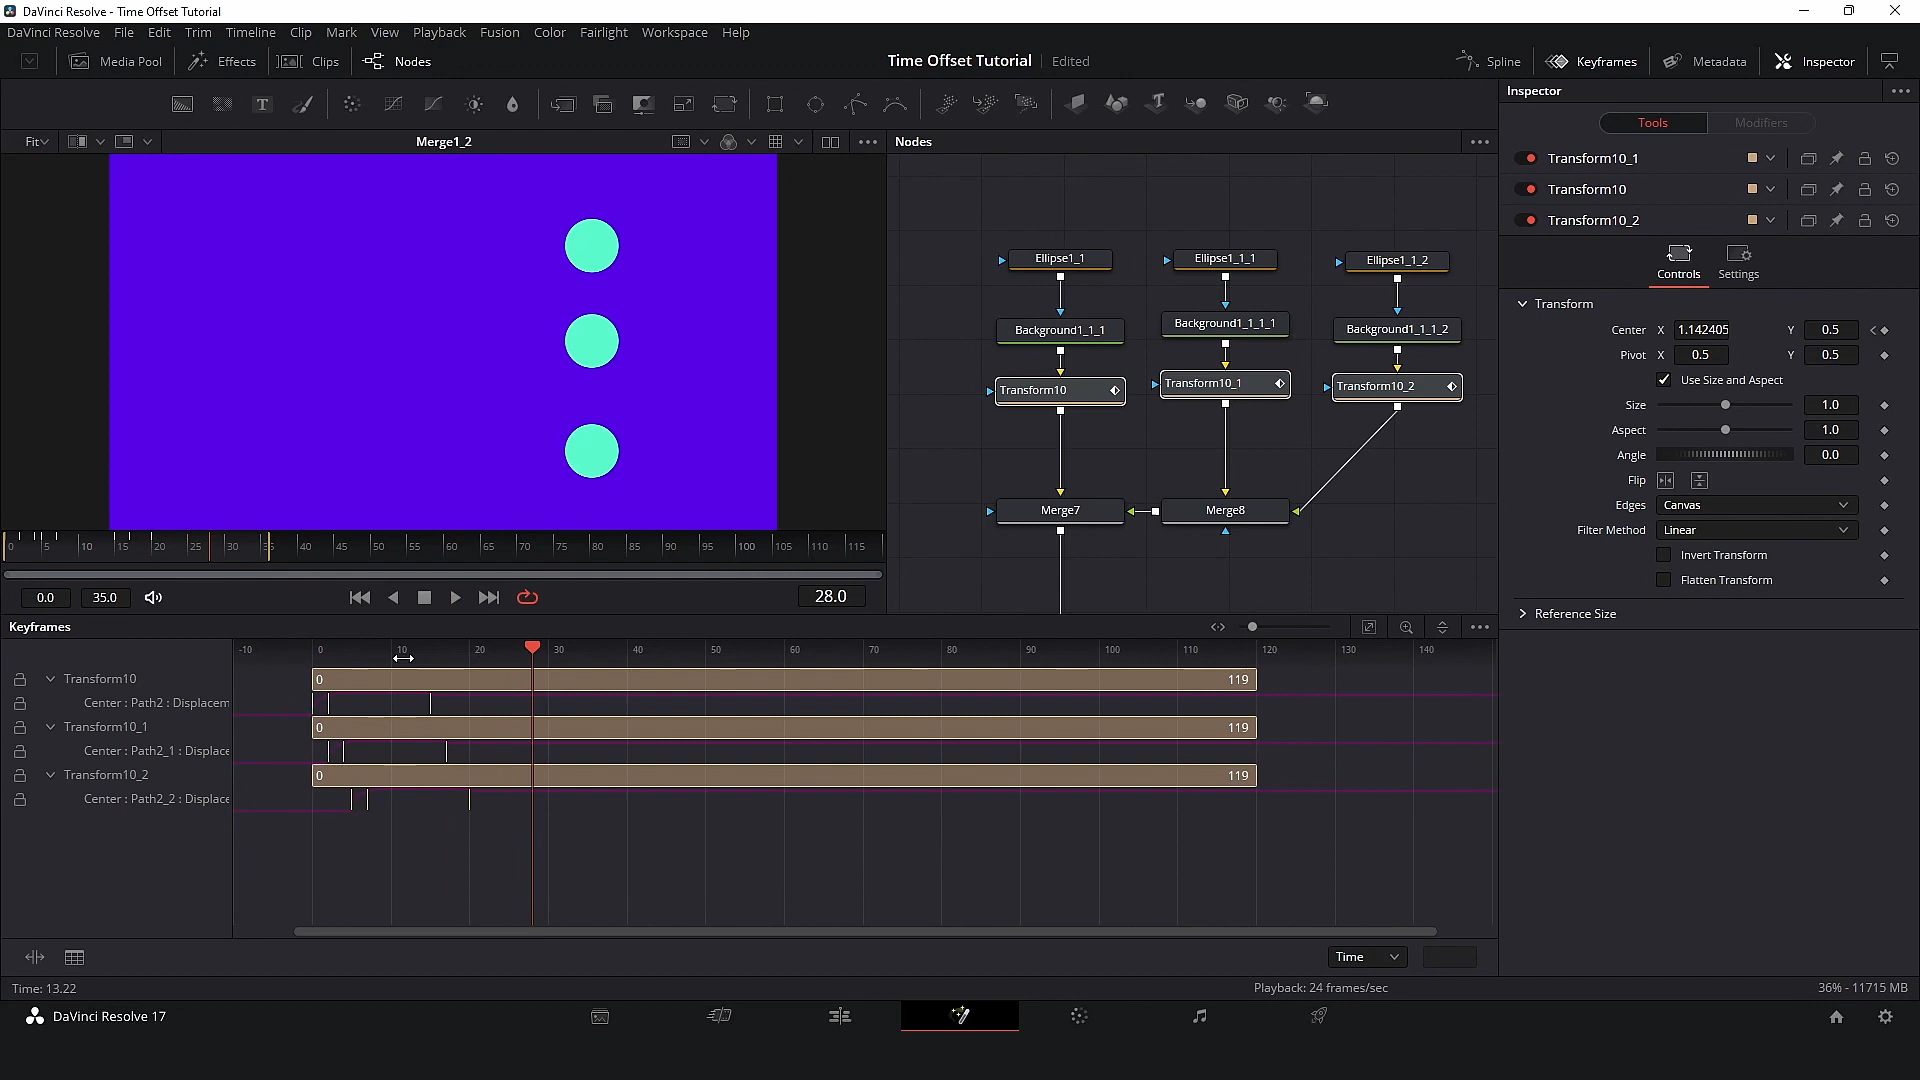 DaVinci Resolve - Time Offset Tutorial
DaVinci Resolve File Edit Trim Timeline Clip Mark View Playback Fusion Color Fairlight Workspace Help
Media Pool Effects Clips Nodes Time Offset Tutorial Edited Spline Keyframes Metadata Inspector
Inspector
Tools Modifiers
Fit Merge1_2 Nodes
Transform10_1
Transform10
Transform10_2
Controls Settings
Ellipse1_1 Ellipse1_1_1 Ellipse1_1_2
Background1_1_1 Background1_1_1_1 Background1_1_1_2
Transform10 Transform10_1 Transform10_2
Merge7 Merge8
Transform
Center X 1.142405 Y 0.5
Pivot X 0.5 Y 0.5
Use Size and Aspect
Size 1.0
Aspect 1.0
Angle 0.0
Flip
Edges Canvas
Filter Method Linear
Invert Transform
Flatten Transform
Reference Size
0 5 10 15 20 25 30 35 40 45 50 55 60 65 70 75 80 85 90 95 100 105 110 115
0.0 35.0 28.0
Keyframes
-10 0 10 20 30 40 50 60 70 80 90 100 110 120 130 140
Transform10 0 119
Center : Path2 : Displacem
Transform10_1 0 119
Center : Path2_1 : Displace
Transform10_2 0 119
Center : Path2_2 : Displace
Time
Time: 13.22 Playback: 24 frames/sec 36% - 11715 MB
DaVinci Resolve 17